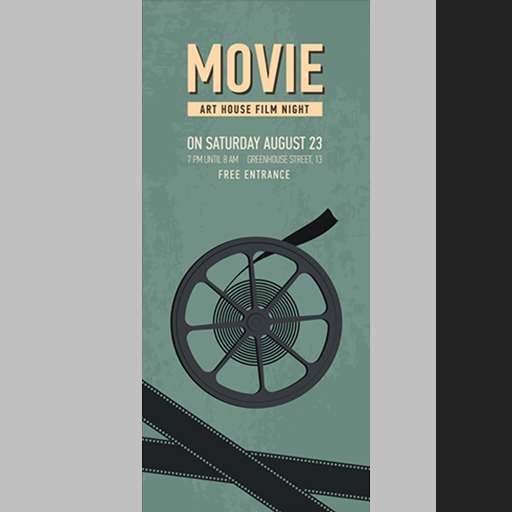 MOVIE
ART HOUSE FILM NIGHT
ON SATURDAY AUGUST 23
7 PM UNTIL 8 AM GREENHOUSE STREET, 13
FREE ENTRANCE